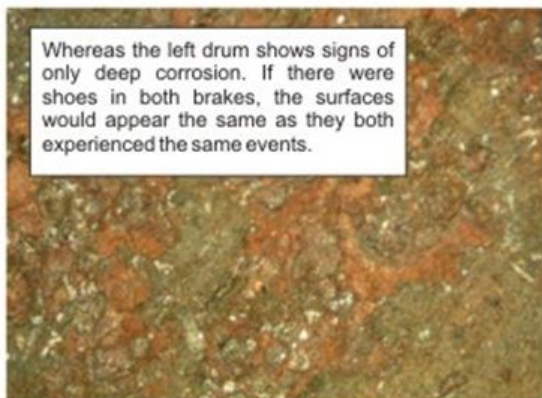 Whereas the left drum shows signs of
only deep corrosion. If there were
shoes in both brakes, the surfaces
would appear the same as they both
experienced the same events.